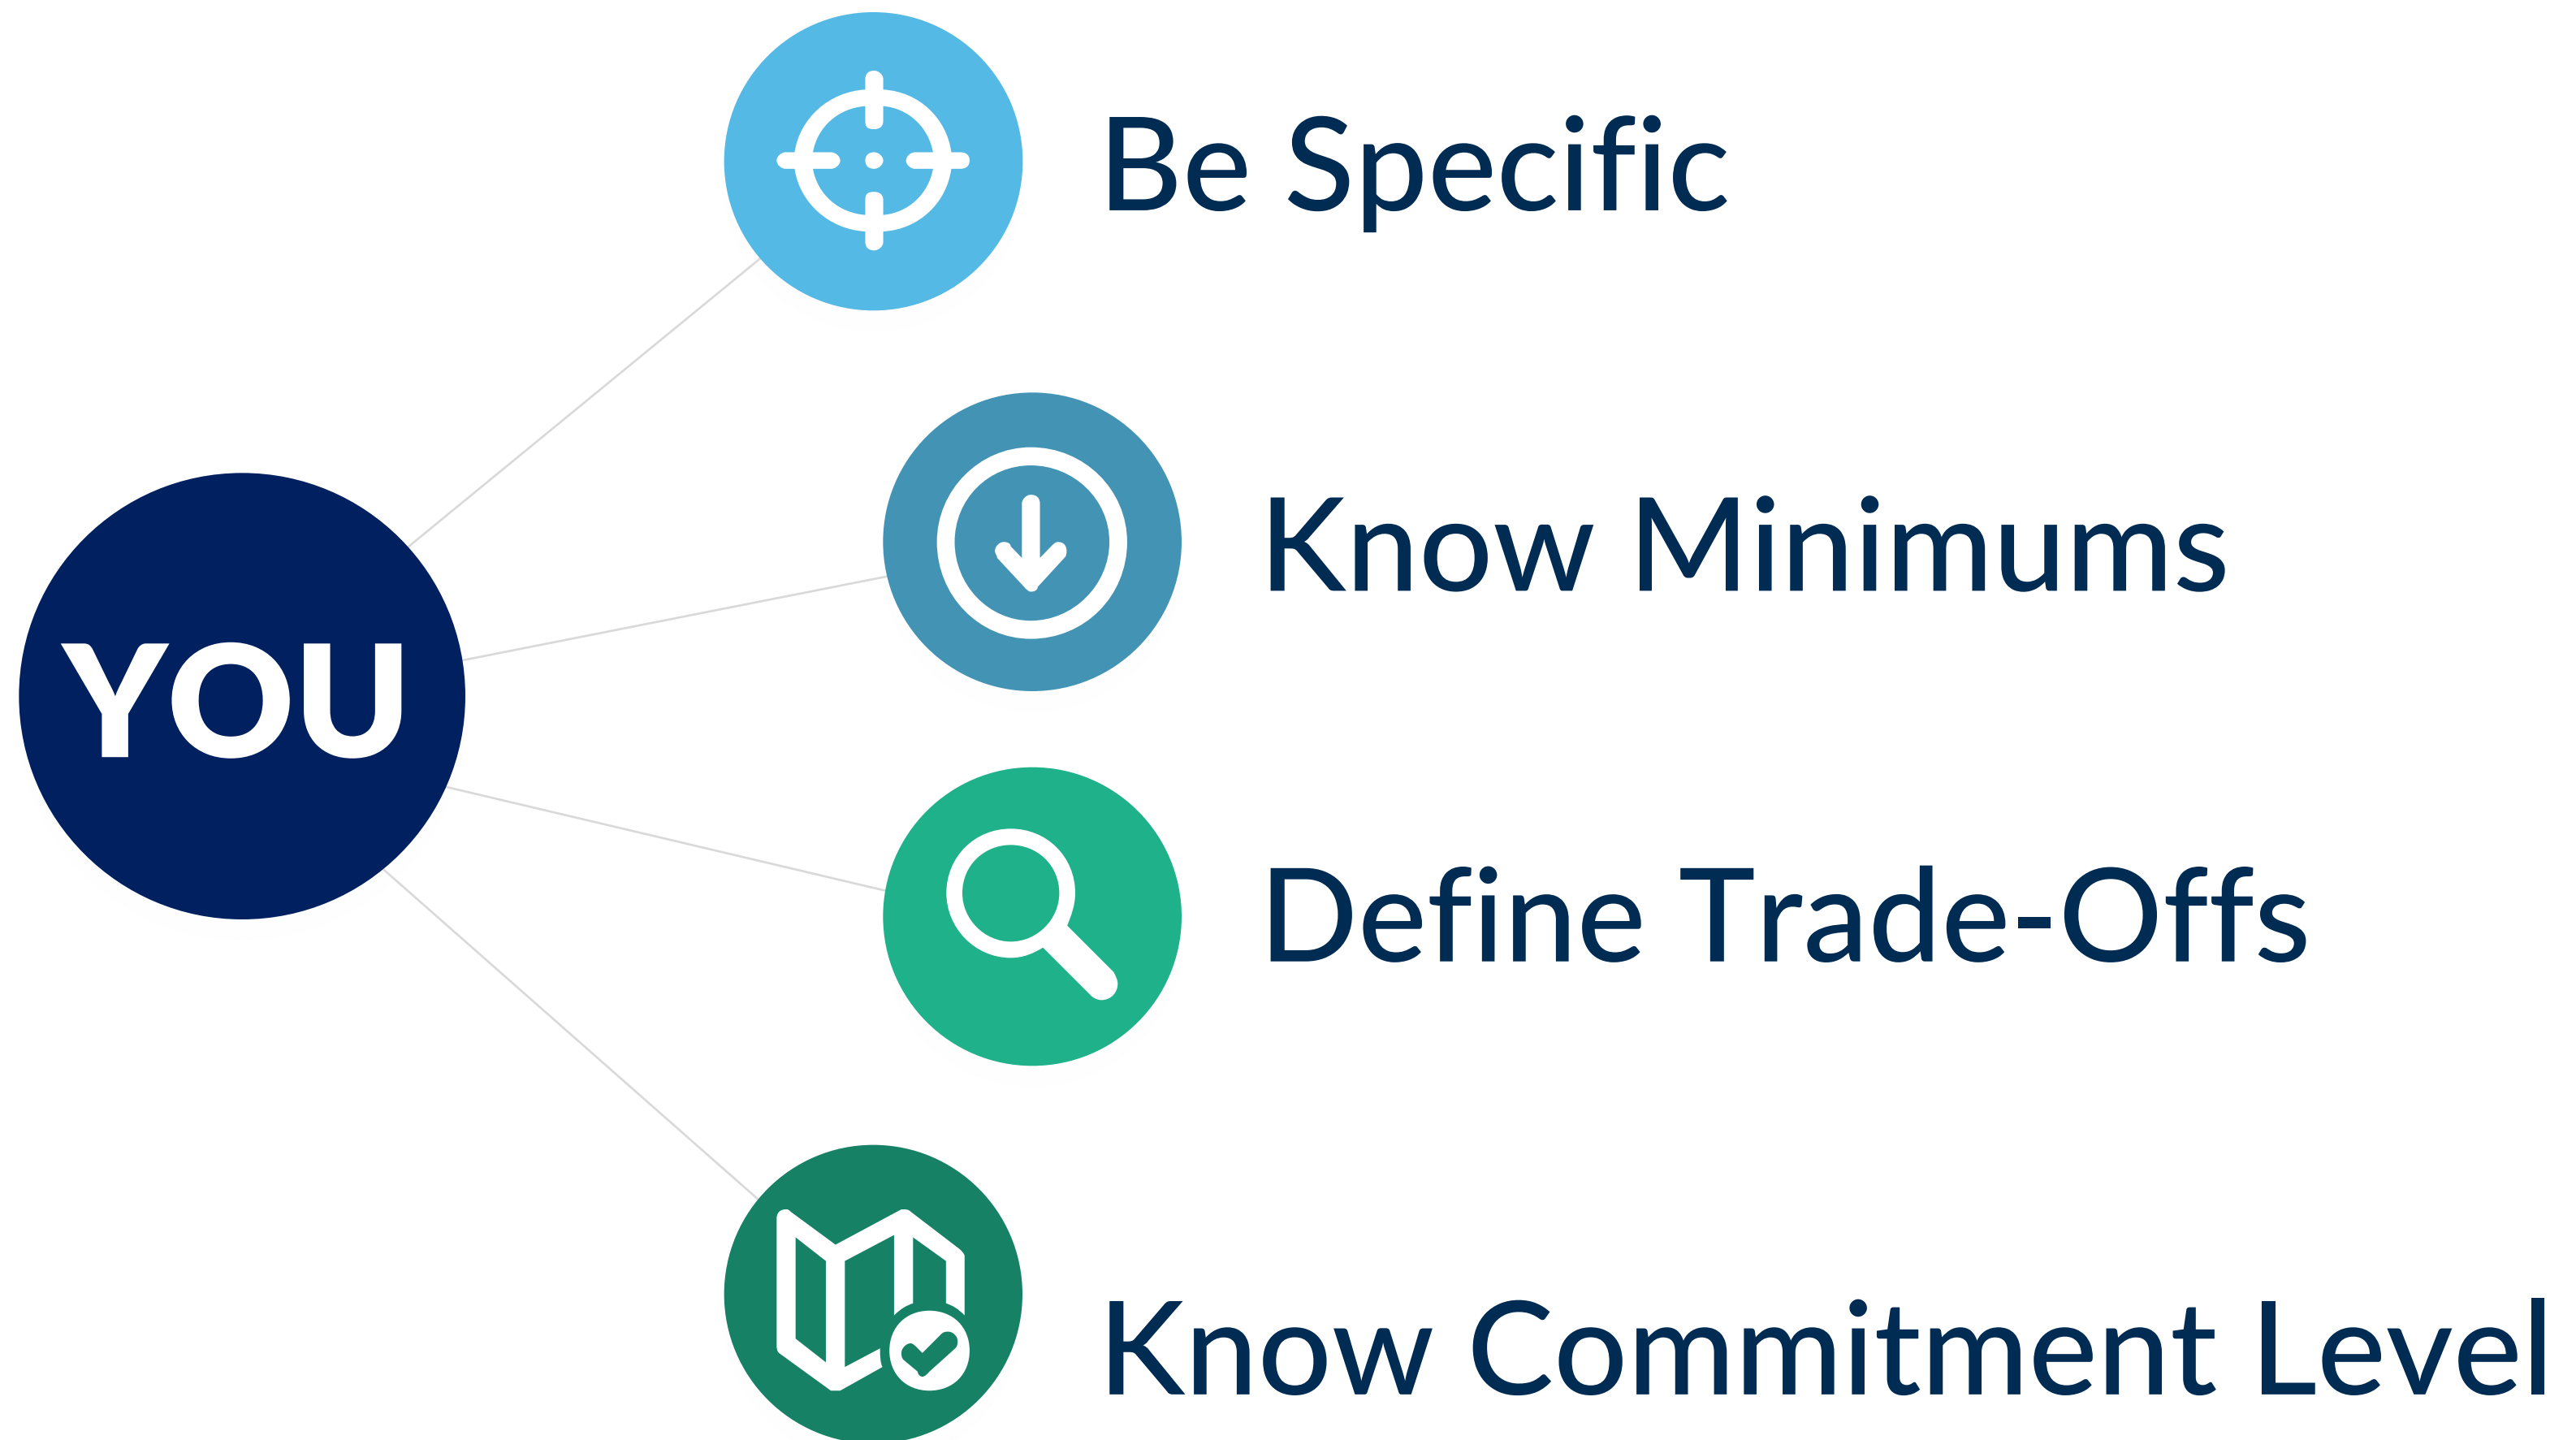 Be Specific
Know Minimums
YOU
Define Trade-Offs
Know Commitment Level